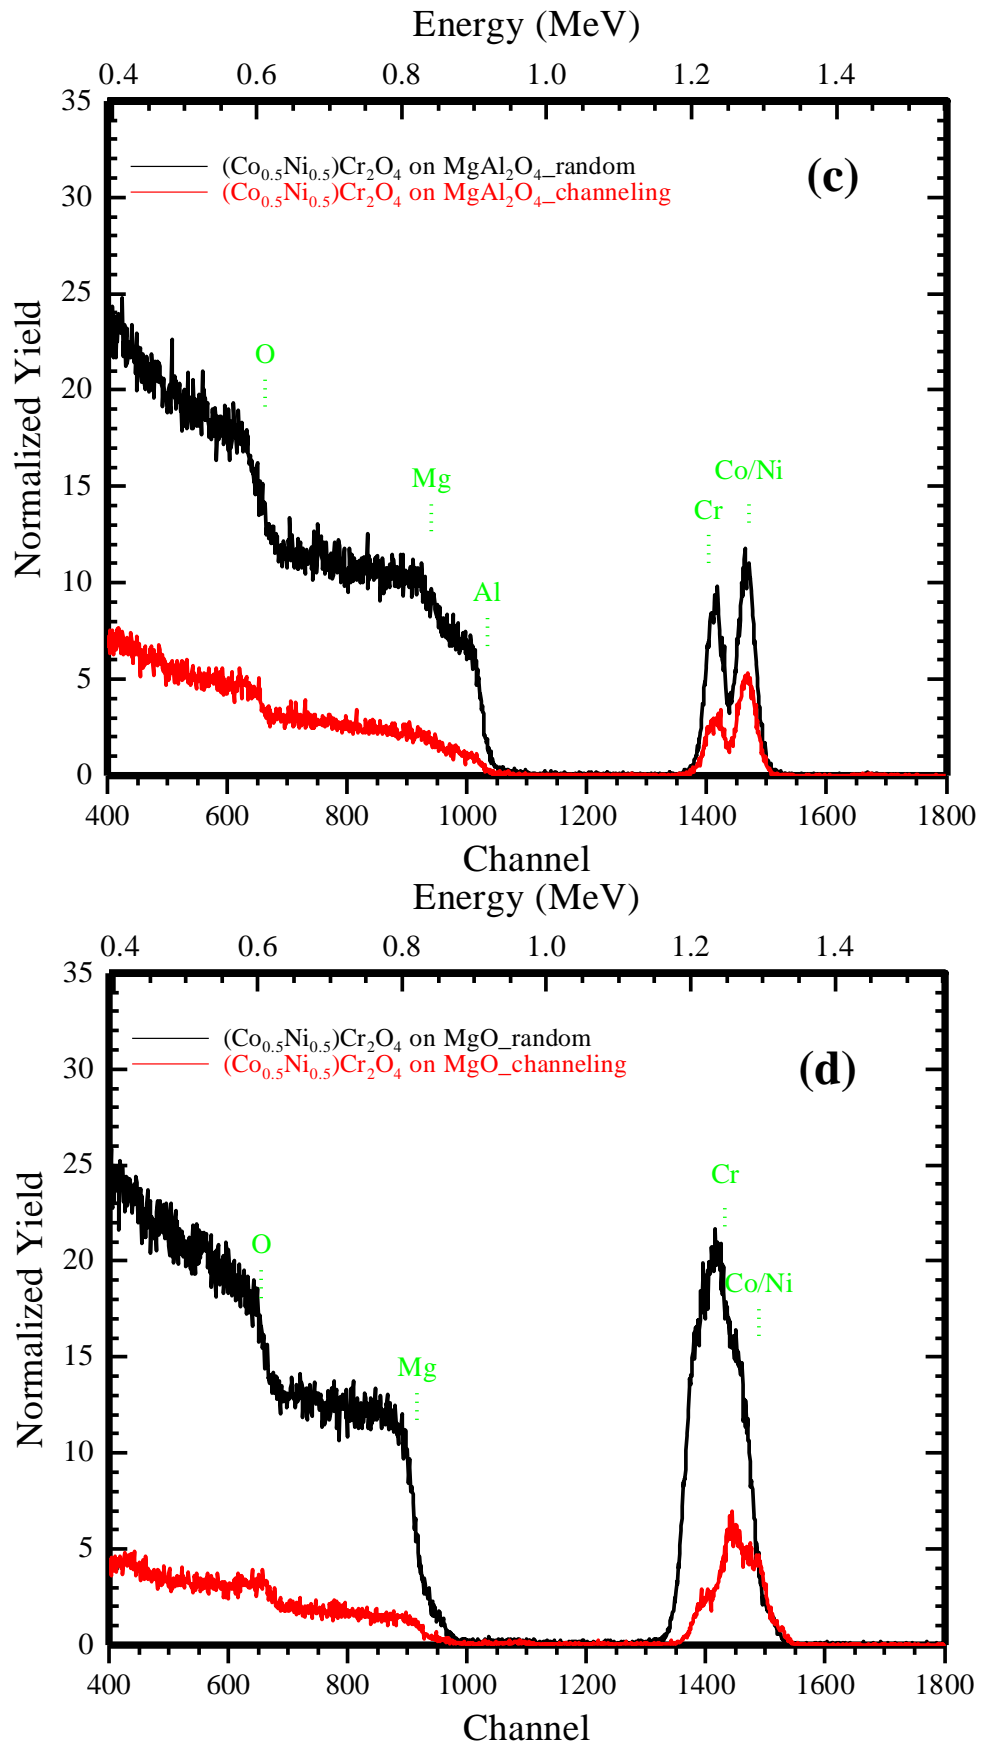 Energy (MeV)
0.4 0.6 0.8 1.0 1.2 1.4
35
30
25
20
15
10
5
0
Normalized Yield
(Co0.5Ni0.5)Cr2O4 on MgAl2O4_random
(Co0.5Ni0.5)Cr2O4 on MgAl2O4_channeling
(c)
O
Mg
Al
Cr
Co/Ni
400 600 800 1000 1200 1400 1600 1800
Channel
Energy (MeV)
0.4 0.6 0.8 1.0 1.2 1.4
35
30
25
20
15
10
5
0
Normalized Yield
(Co0.5Ni0.5)Cr2O4 on MgO_random
(Co0.5Ni0.5)Cr2O4 on MgO_channeling
(d)
O
Mg
Cr
Co/Ni
400 600 800 1000 1200 1400 1600 1800
Channel